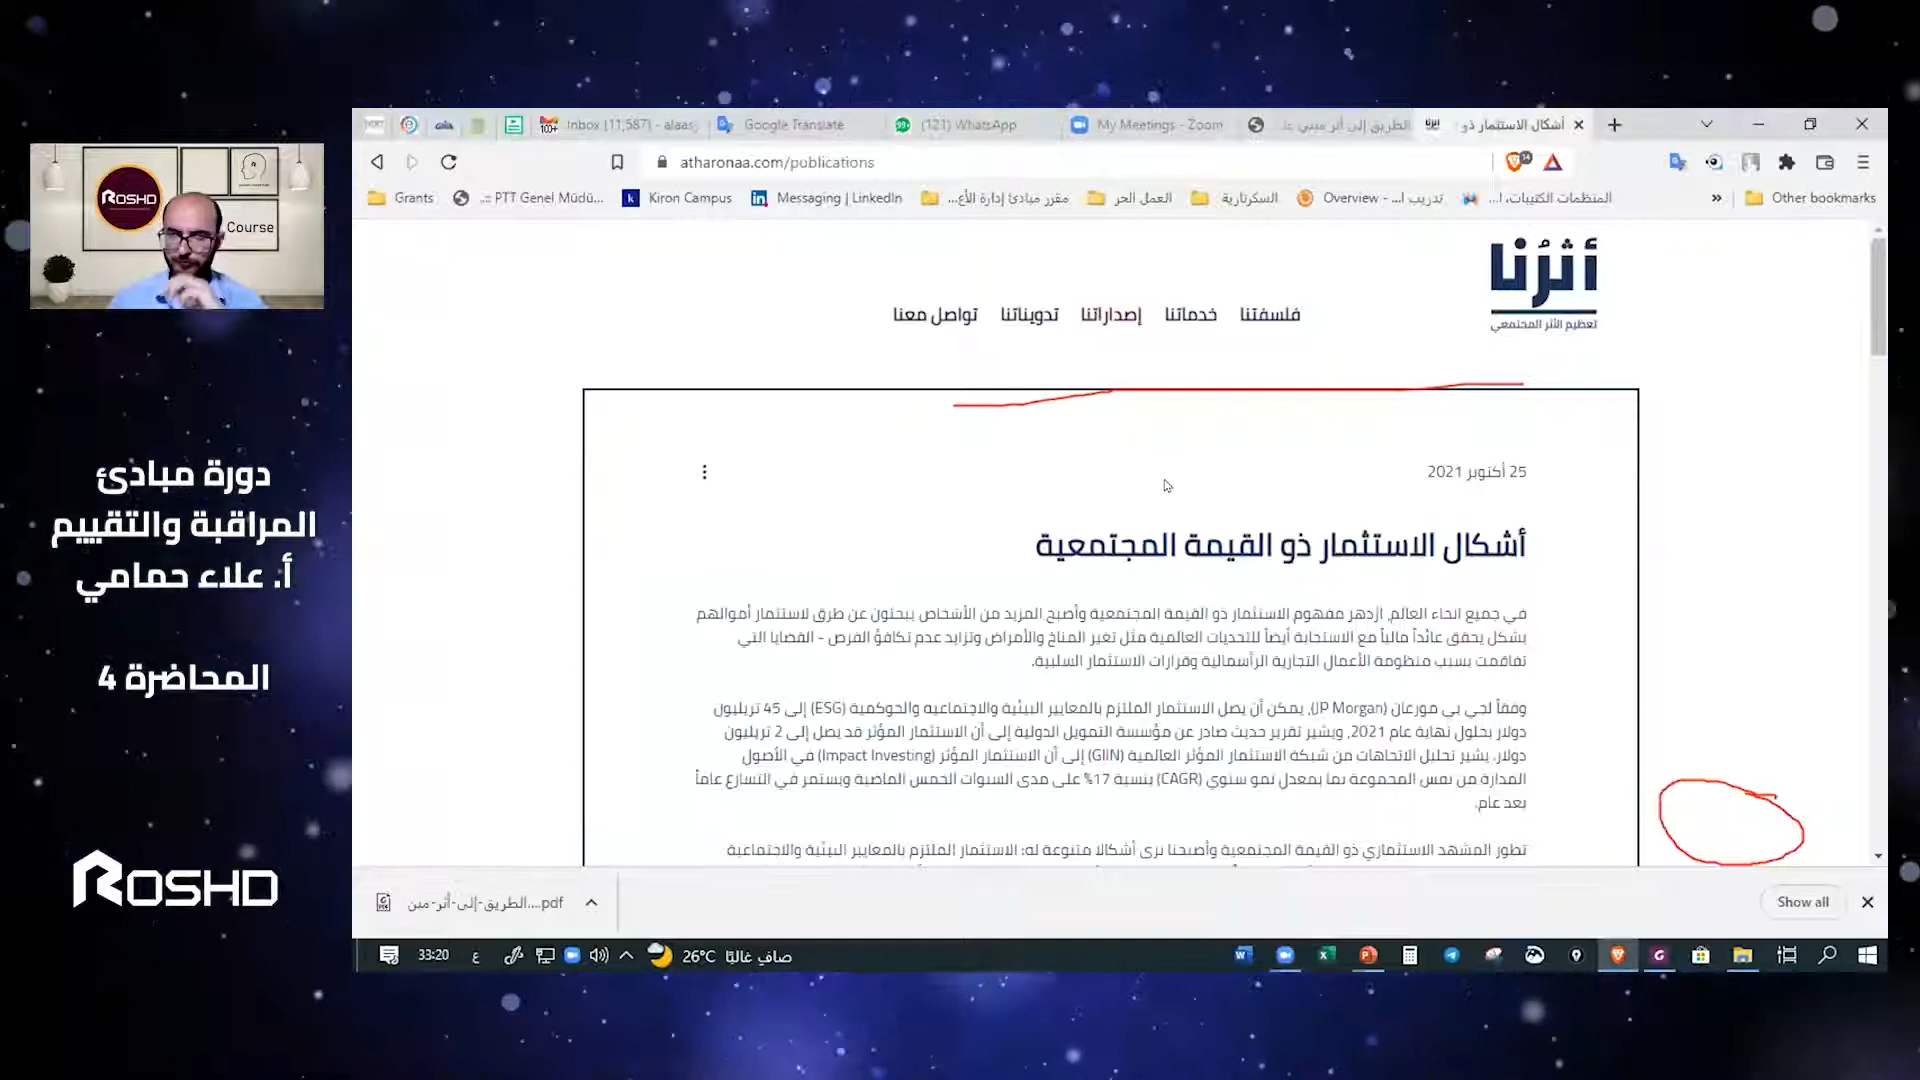 Inbox (11,587) - alaas
Google Translate
(121) WhatsApp
My Meetings - Zoom
الطريق إلى أثر مبني عل
أشكال الاستثمار ذو
atharonaa.com/publications
Grants
PTT Genel Müdü...
Kiron Campus
Messaging | LinkedIn
مقرر مبادئ إدارة الأع...
العمل الحر
السكرتارية
Overview - تدريب ا...
المنظمات الكتيبات، ا...
Other bookmarks
ROSHD
Course
أثرُنا
تعظيم الأثر المجتمعي
فلسفتنا
خدماتنا
إصداراتنا
تدويناتنا
تواصل معنا
25 أكتوبر 2021
أشكال الاستثمار ذو القيمة المجتمعية
في جميع انحاء العالم، ازدهر مفهوم الاستثمار ذو القيمة المجتمعية وأصبح المزيد من الأشخاص يبحثون عن طرق لاستثمار أموالهم
بشكل يحقق عائداً مالياً مع الاستجابة أيضاً للتحديات العالمية مثل تغير المناخ والأمراض وتزايد عدم تكافؤ الفرص - القضايا التي
تفاقمت بسبب منظومة الأعمال التجارية الرأسمالية وقرارات الاستثمار السلبية.
وفقاً لجي بي مورغان (JP Morgan)، يمكن أن يصل الاستثمار الملتزم بالمعايير البيئية والاجتماعيه والحوكمية (ESG) إلى 45 تريليون
دولار بحلول نهاية عام 2021، ويشير تقرير حديث صادر عن مؤسسة التمويل الدولية إلى أن الاستثمار المؤثر قد يصل إلى 2 تريليون
دولار. يشير تحليل الاتجاهات من شبكة الاستثمار المؤثر العالمية (GIIN) إلى أن الاستثمار المؤثر (Impact Investing) في الأصول
المدارة من نفس المجموعة نما بمعدل نمو سنوي (CAGR) بنسبة 17% على مدى السنوات الخمس الماضية ويستمر في التسارع عاماً
بعد عام.
تطور المشهد الاستثماري ذو القيمة المجتمعية وأصبحنا نرى أشكالا متنوعة له: الاستثمار الملتزم بالمعايير البيئية والاجتماعية
دورة مبادئ
المراقبة والتقييم
أ. علاء حمامي
المحاضرة 4
ROSHD
الطريق-إلى-أثر-مبن....pdf
Show all
33:20
ع
26°C صافٍ غالبًا